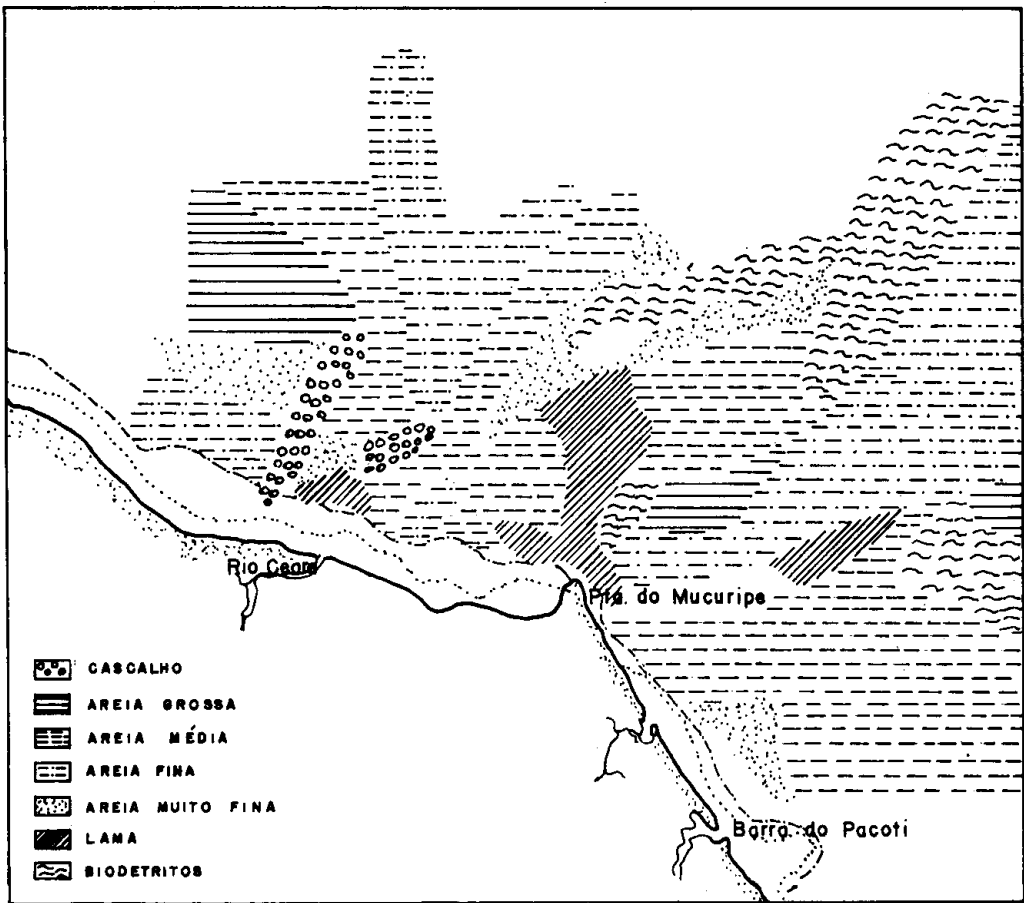 Rio Ceará
Pta. do Mucuripe
CASCALHO
AREIA GROSSA
AREIA MÉDIA
AREIA FINA
AREIA MUITO FINA
LAMA
BIODETRITOS
Barra do Pacoti